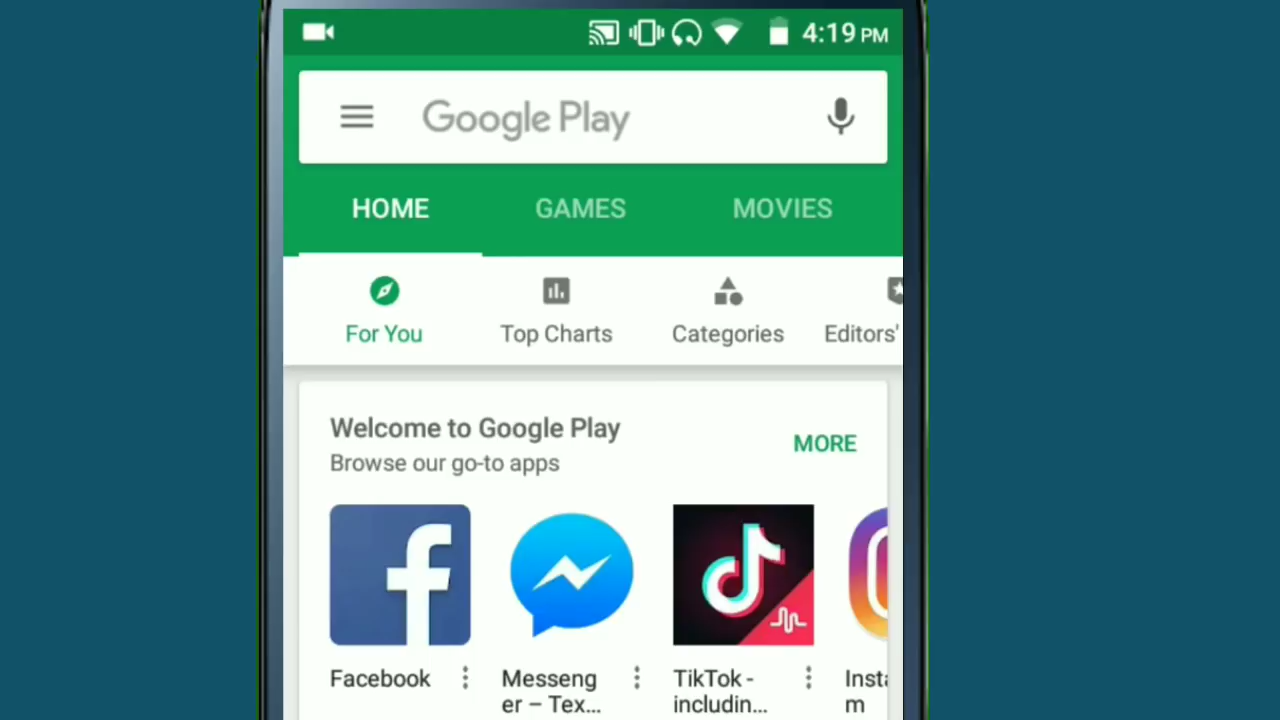 4:19 PM
Google Play
HOME GAMES MOVIES
For You Top Charts Categories Editors'
Welcome to Google Play
MORE
Browse our go-to apps
Facebook
Messeng
er – Tex...
TikTok -
includin...
Insta
m